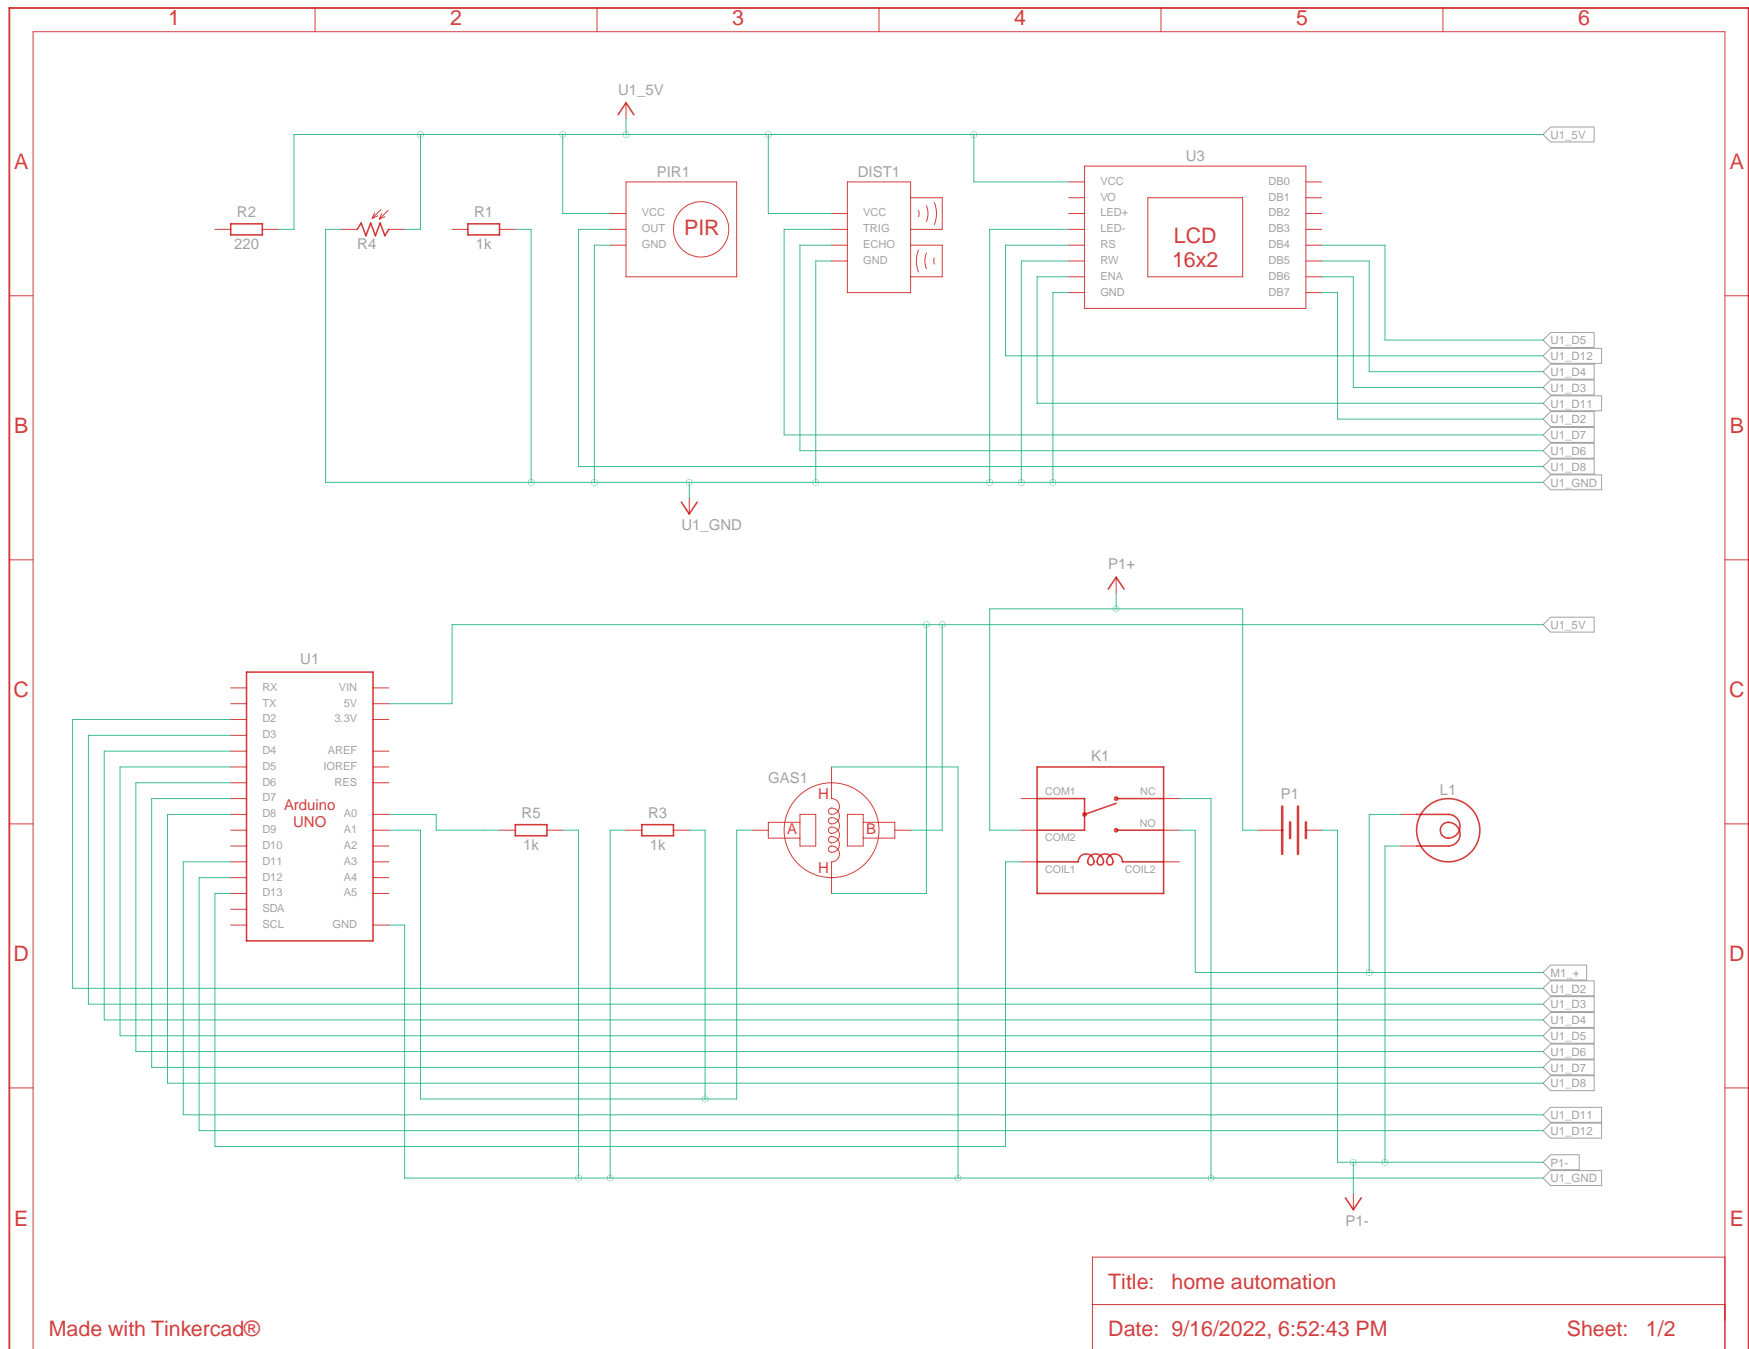 1 2 3 4 5 6
U1_5V
U1_5V
A A
R2
220
R4
R1
1k
PIR1
VCC
OUT
GND
PIR
DIST1
VCC
TRIG
ECHO
GND
U3
VCC DB0
VO DB1
LED+ DB2
LED- DB3
RS DB4
RW DB5
ENA DB6
GND DB7
LCD
16x2
B B
U1_D5
U1_D12
U1_D4
U1_D3
U1_D11
U1_D2
U1_D7
U1_D6
U1_D8
U1_GND
U1_GND
P1+
U1_5V
C C
U1
RX VIN
TX 5V
D2 3.3V
D3
D4 AREF
D5 IOREF
D6 RES
D7
D8 A0
D9 A1
D10 A2
D11 A3
D12 A4
D13 A5
SDA
SCL GND
Arduino
UNO
R5
1k
R3
1k
GAS1
H
A B
H
K1
COM1 NC
NO
COM2
COIL1 COIL2
P1
L1
D D
M1_+
U1_D2
U1_D3
U1_D4
U1_D5
U1_D6
U1_D7
U1_D8
U1_D11
U1_D12
P1-
U1_GND
P1-
E E
Title: home automation
Date: 9/16/2022, 6:52:43 PM Sheet: 1/2
Made with Tinkercad®